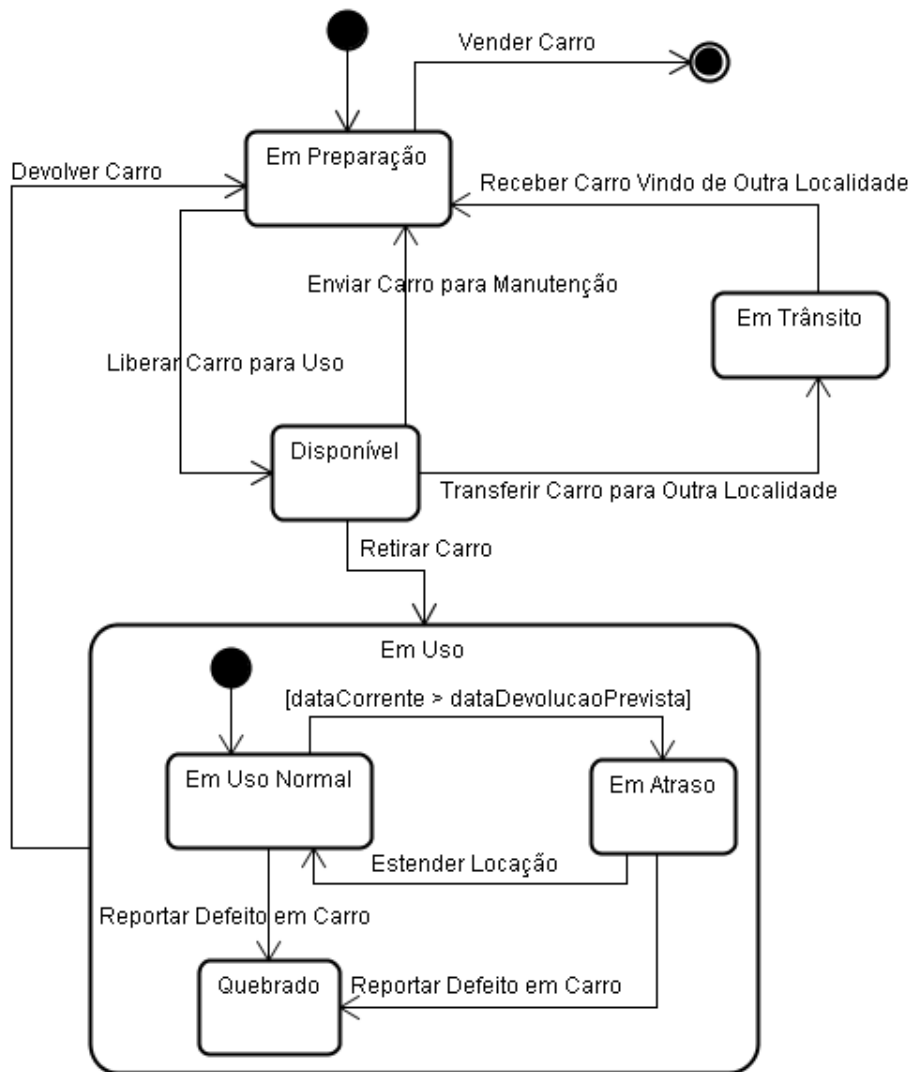 Vender Carro
Em Preparação
Devolver Carro
Receber Carro Vindo de Outra Localidade
Enviar Carro para Manutenção
Em Trânsito
Liberar Carro para Uso
Disponível
Transferir Carro para Outra Localidade
Retirar Carro
Em Uso
[dataCorrente > dataDevolucaoPrevista]
Em Uso Normal
Em Atraso
Estender Locação
Reportar Defeito em Carro
Quebrado
Reportar Defeito em Carro